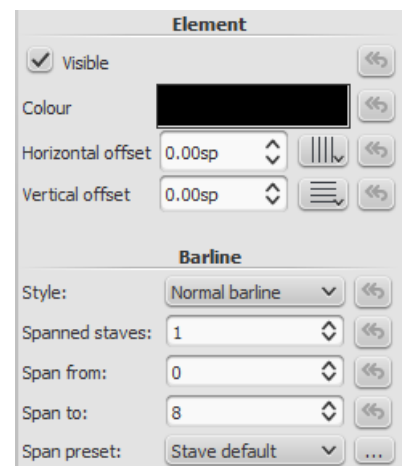 Element
Visible
Colour
Horizontal offset 0.00sp
Vertical offset 0.00sp
Barline
Style: Normal barline
Spanned staves: 1
Span from: 0
Span to: 8
Span preset: Stave default ...